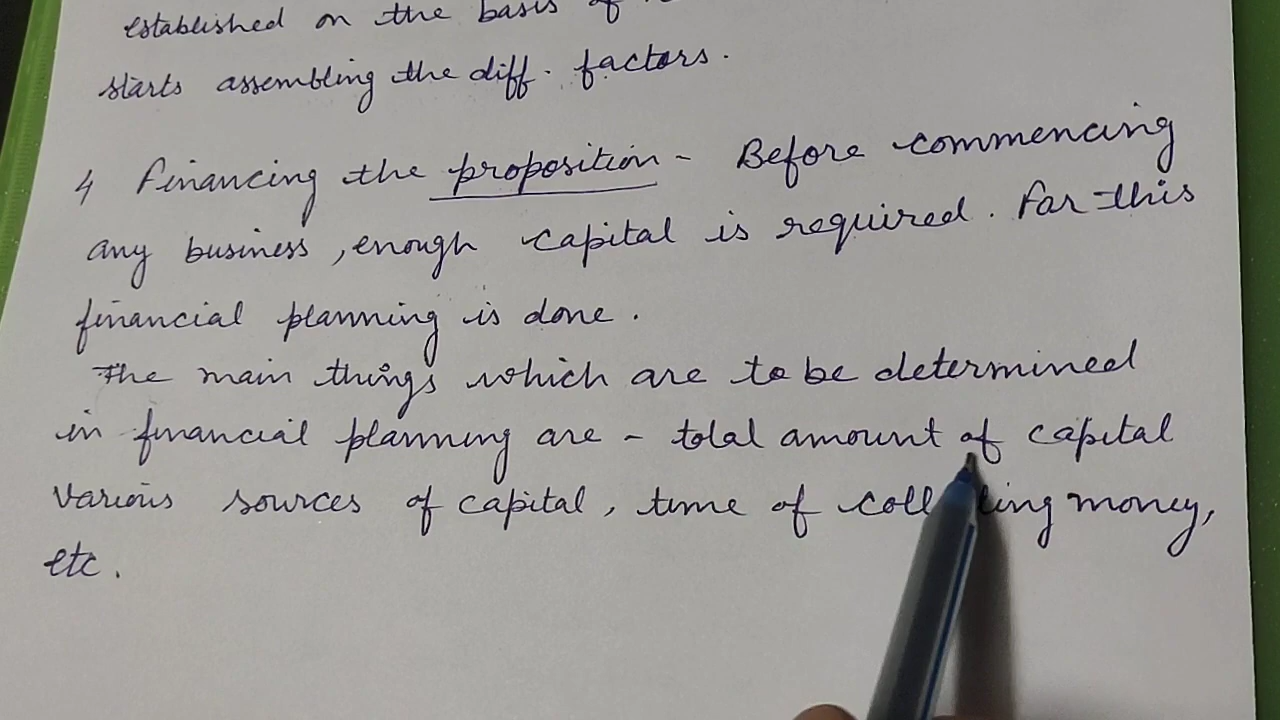 established on the basis of
starts assembling the diff. factors.
4 Financing the proposition - Before commencing
any business, enough capital is required. For this
financial planning is done.
The main things which are to be determined
in financial planning are - total amount of capital
various sources of capital, time of money,
etc.